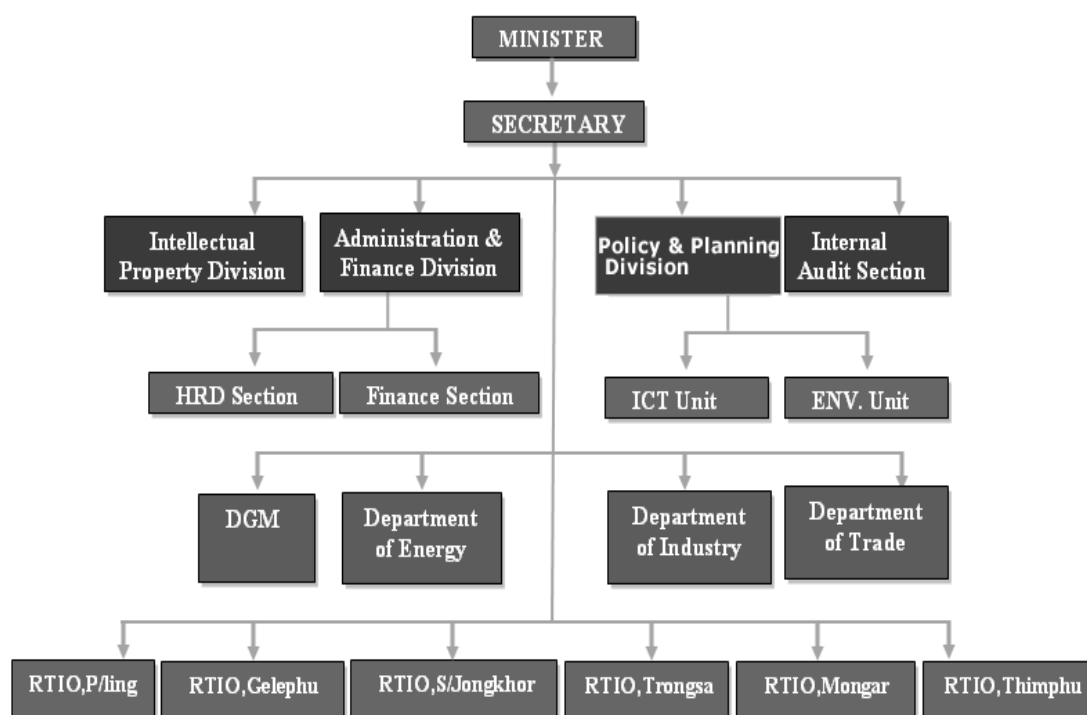 MINISTER
SECRETARY
Intellectual
Property Division
Administration &
Finance Division
Policy & Planning
Division
Internal
Audit Section
HRD Section
Finance Section
ICT Unit
ENV. Unit
DGM
Department
of Energy
Department
of Industry
Department
of Trade
RTIO,P/ling
RTIO,Gelephu
RTIO,S/Jongkhor
RTIO,Trongsa
RTIO,Mongar
RTIO,Thimphu